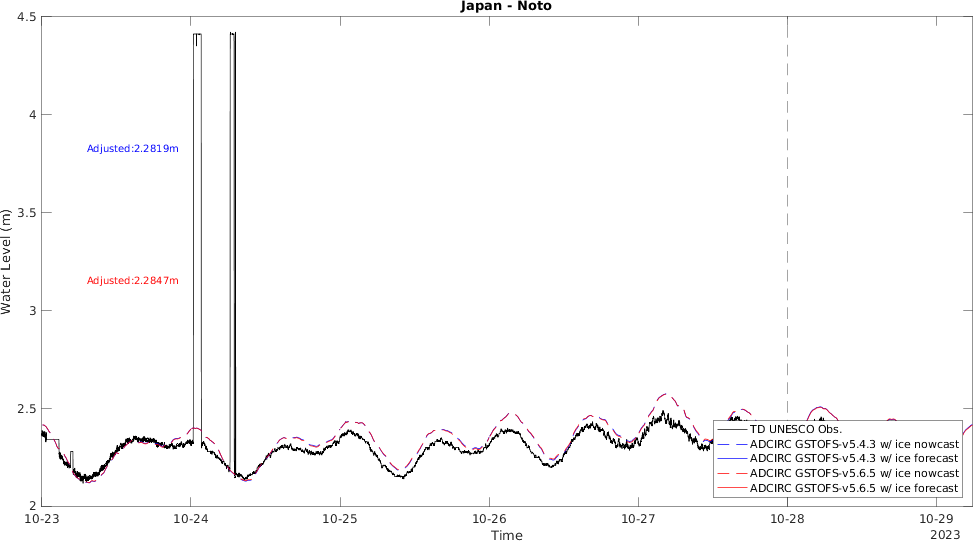 Japan - Noto
4.5
4
3.5
3
2.5
2
Water Level (m)
Adjusted:2.2819m
Adjusted:2.2847m
TD UNESCO Obs.
ADCIRC GSTOFS-v5.4.3 w/ ice nowcast
ADCIRC GSTOFS-v5.4.3 w/ ice forecast
ADCIRC GSTOFS-v5.6.5 w/ ice nowcast
ADCIRC GSTOFS-v5.6.5 w/ ice forecast
10-23 10-24 10-25 10-26 10-27 10-28 10-29
Time
2023